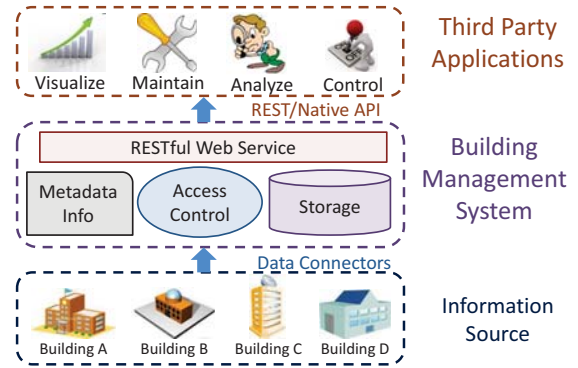 Third Party
Applications
Visualize Maintain Analyze Control
REST/Native API
RESTful Web Service
Metadata
Info
Access
Control
Storage
Building
Management
System
Data Connectors
Building A Building B Building C Building D
Information
Source